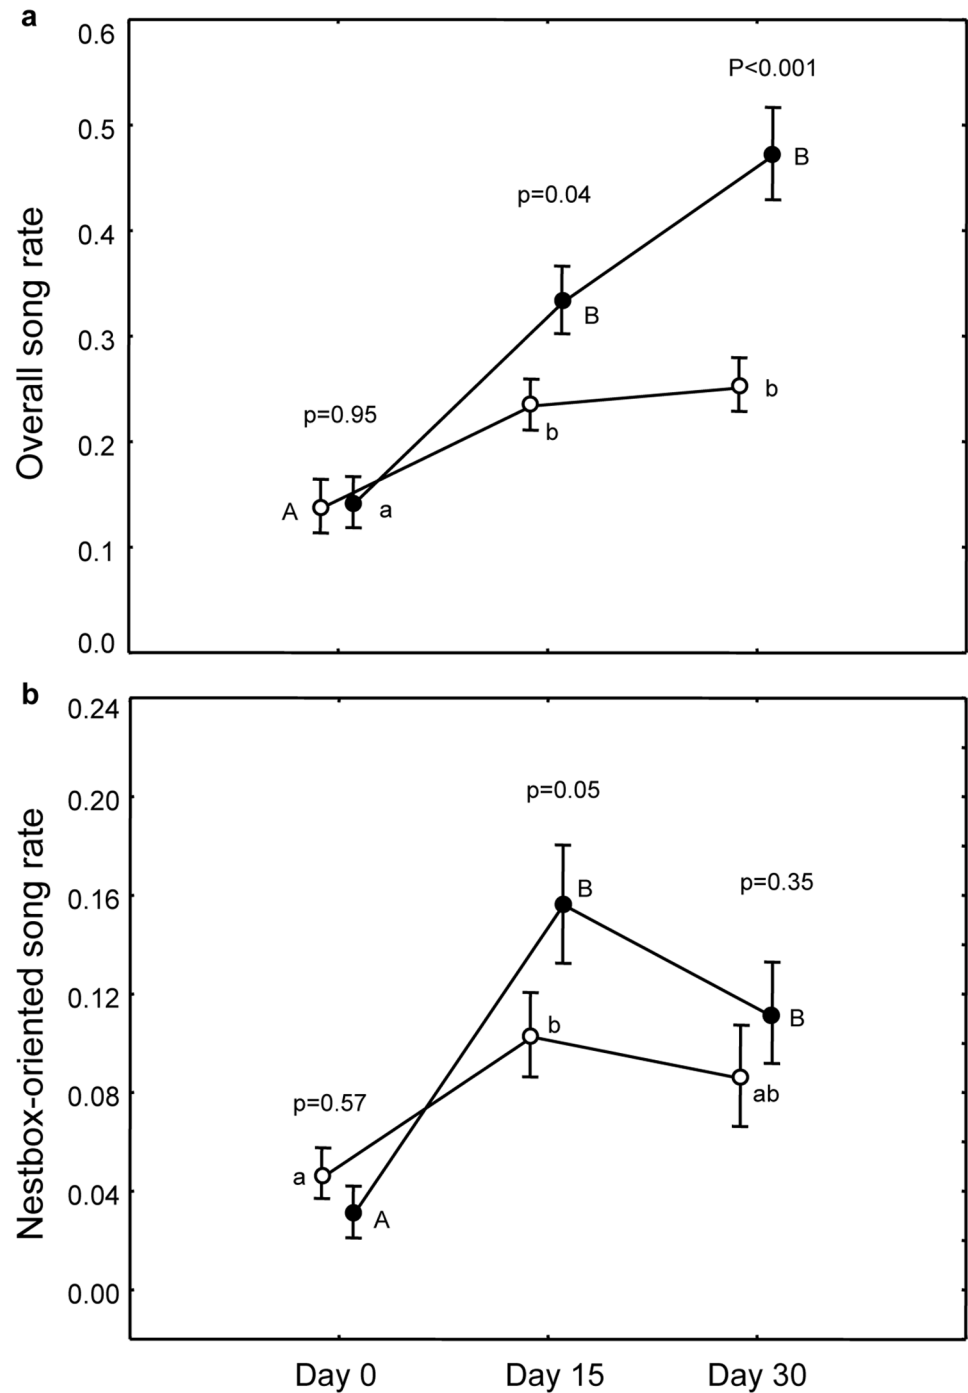 a
0.6
P<0.001
0.5
B
p=0.04
0.4
B
0.3
b
p=0.95
b
0.2
A
a
0.1
0.0
Overall song rate
b
0.24
p=0.05
0.20
B
p=0.35
0.16
0.12
b
B
p=0.57
0.08
ab
a
0.04
A
0.00
Nestbox-oriented song rate
Day 0 Day 15 Day 30